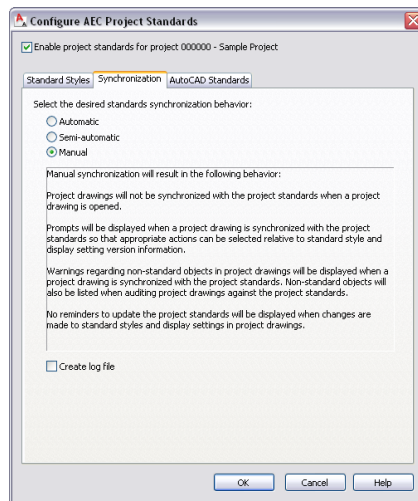 Configure AEC Project Standards
Enable project standards for project 000000 - Sample Project
Standard Styles
Synchronization
AutoCAD Standards
Select the desired standards synchronization behavior:
Automatic
Semi-automatic
Manual
Manual synchronization will result in the following behavior:
Project drawings will not be synchronized with the project standards when a project
drawing is opened.
Prompts will be displayed when a project drawing is synchronized with the project
standards so that appropriate actions can be selected relative to standard style and
display setting version information.
Warnings regarding non-standard objects in project drawings will be displayed when a
project drawing is synchronized with the project standards. Non-standard objects will
also be listed when auditing project drawings against the project standards.
No reminders to update the project standards will be displayed when changes are
made to standard styles and display settings in project drawings.
Create log file
OK
Cancel
Help